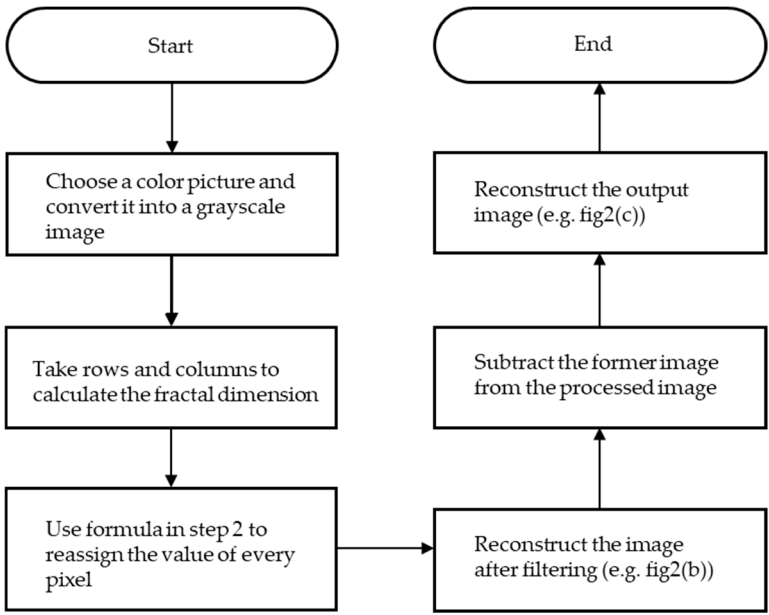 Start
Choose a color picture and
convert it into a grayscale
image
Take rows and columns to
calculate the fractal dimension
Use formula in step 2 to
reassign the value of every
pixel
Reconstruct the image
after filtering (e.g. fig2(b))
Subtract the former image
from the processed image
Reconstruct the output
image (e.g. fig2(c))
End